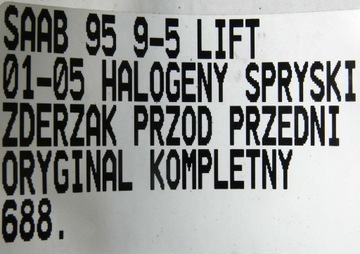 SAAB 95 9-5 LIFT
01-05 HALOGENY SPRYSKI
ZDERZAK PRZOD PRZEDNI
ORYGINAL KOMPLETNY
688.